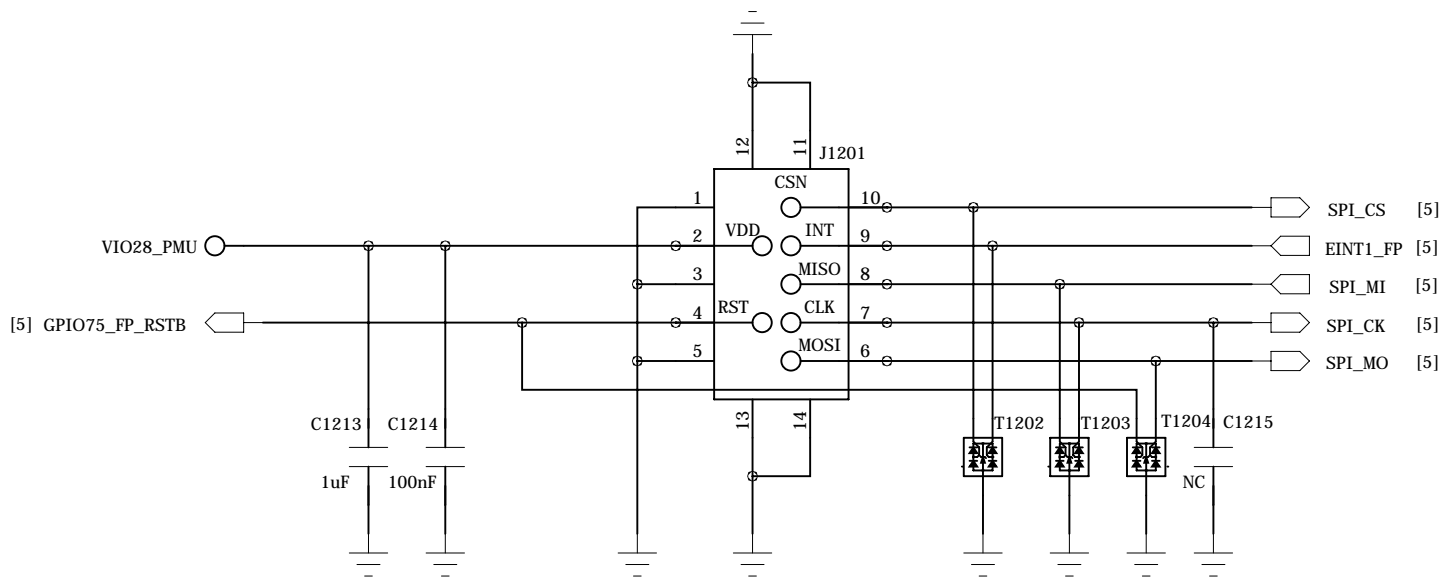 12
11
J1201
CSN
1
10
SPI_CS [5]
VIO28_PMU
2
VDD
INT
9
EINT1_FP [5]
3
MISO
8
SPI_MI [5]
[5] GPIO75_FP_RSTB
4
RST
CLK
7
SPI_CK [5]
5
MOSI
6
SPI_MO [5]
13
14
C1213
C1214
T1202
T1203
T1204
C1215
1uF
100nF
NC